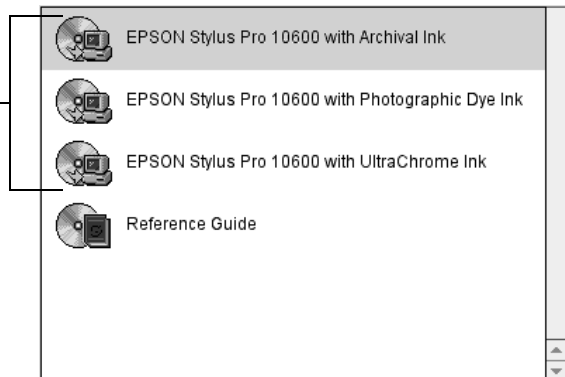 EPSON Stylus Pro 10600 with Archival Ink
EPSON Stylus Pro 10600 with Photographic Dye Ink
EPSON Stylus Pro 10600 with UltraChrome Ink
Reference Guide